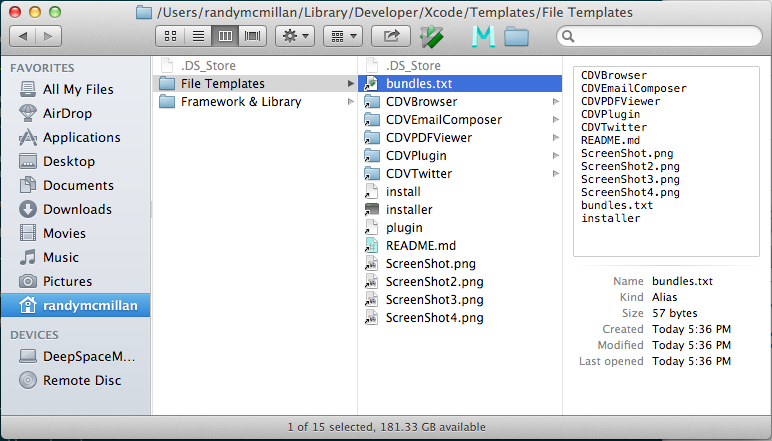 /Users/randymcmillan/Library/Developer/Xcode/Templates/File Templates
M
FAVORITES
All My Files
AirDrop
Applications
Desktop
Documents
Downloads
Movies
Music
Pictures
randymcmillan
DEVICES
DeepSpaceM...
Remote Disc
.DS_Store
File Templates
Framework & Library
.DS_Store
bundles.txt
CDVBrowser
CDVEmailComposer
CDVPDFViewer
CDVPlugin
CDVTwitter
install
installer
plugin
README.md
ScreenShot.png
ScreenShot2.png
ScreenShot3.png
ScreenShot4.png
CDVBrowser
CDVEmailComposer
CDVPDFViewer
CDVPlugin
CDVTwitter
README.md
ScreenShot.png
ScreenShot2.png
ScreenShot3.png
ScreenShot4.png
bundles.txt
installer
Name bundles.txt
Kind Alias
Size 57 bytes
Created Today 5:36 PM
Modified Today 5:36 PM
Last opened Today 5:36 PM
1 of 15 selected, 181.33 GB available